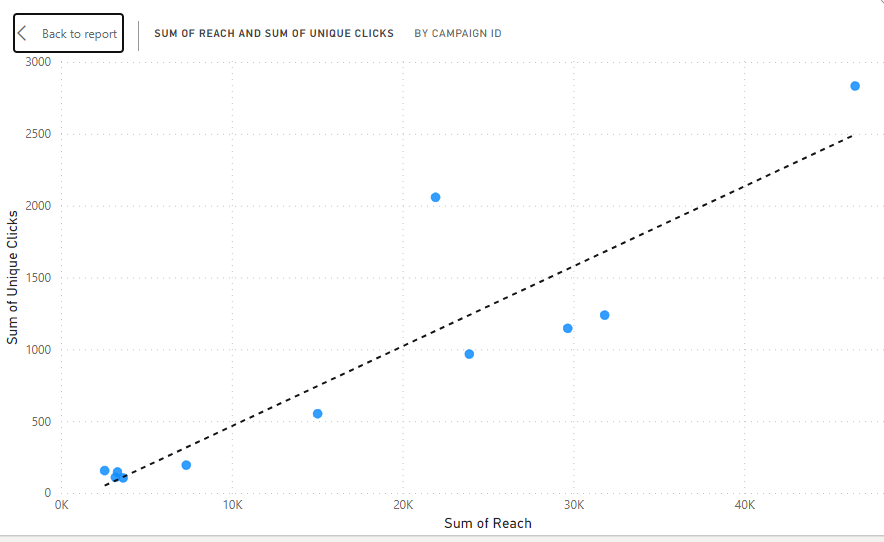 Back to report
SUM OF REACH AND SUM OF UNIQUE CLICKS BY CAMPAIGN ID
3000
2500
2000
1500
1000
500
0
Sum of Unique Clicks
0K 10K 20K 30K 40K
Sum of Reach